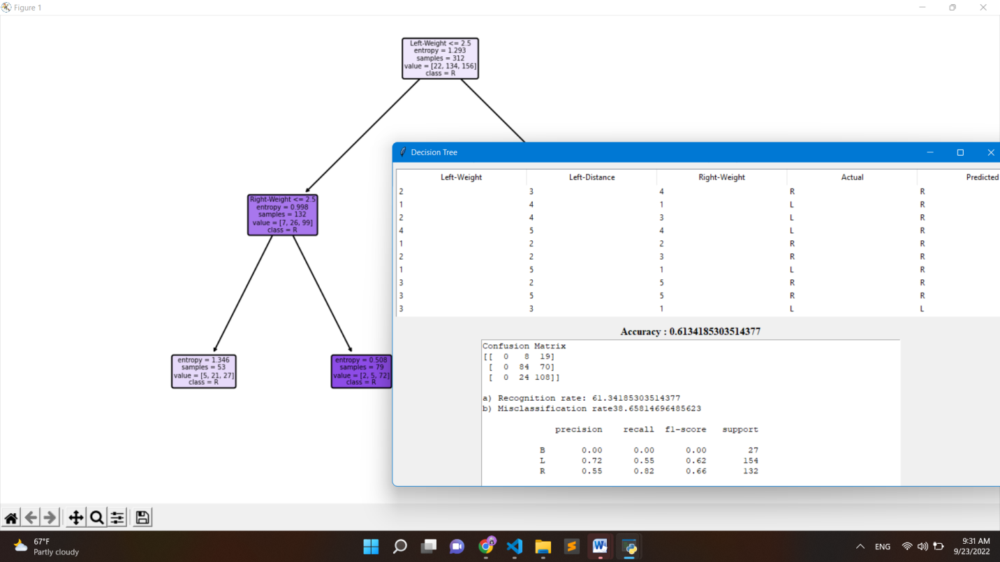 Figure 1
Left-Weight <= 2.5
entropy = 1.293
samples = 312
value = [22, 134, 156]
class = R
Right-Weight <= 2.5
entropy = 0.998
samples = 132
value = [7, 26, 99]
class = R
entropy = 1.346
samples = 53
value = [5, 21, 27]
class = R
entropy = 0.508
samples = 79
value = [2, 5, 72]
class = R
Decision Tree
Left-Weight Left-Distance Right-Weight Actual Predicted
2 3 4 R R
1 4 1 L R
2 4 3 L R
4 5 4 L R
1 2 2 R R
2 2 3 R R
1 5 1 L R
3 2 5 R R
3 5 5 R R
3 3 1 L L
Accuracy : 0.6134185303514377
Confusion Matrix
[[ 0 8 19]
[ 0 84 70]
[ 0 24 108]]
a) Recognition rate: 61.34185303514377
b) Misclassification rate38.65814696485623
precision recall f1-score support
B 0.00 0.00 0.00 27
L 0.72 0.55 0.62 154
R 0.55 0.82 0.66 132
67°F
Partly cloudy
ENG
9:31 AM
9/23/2022